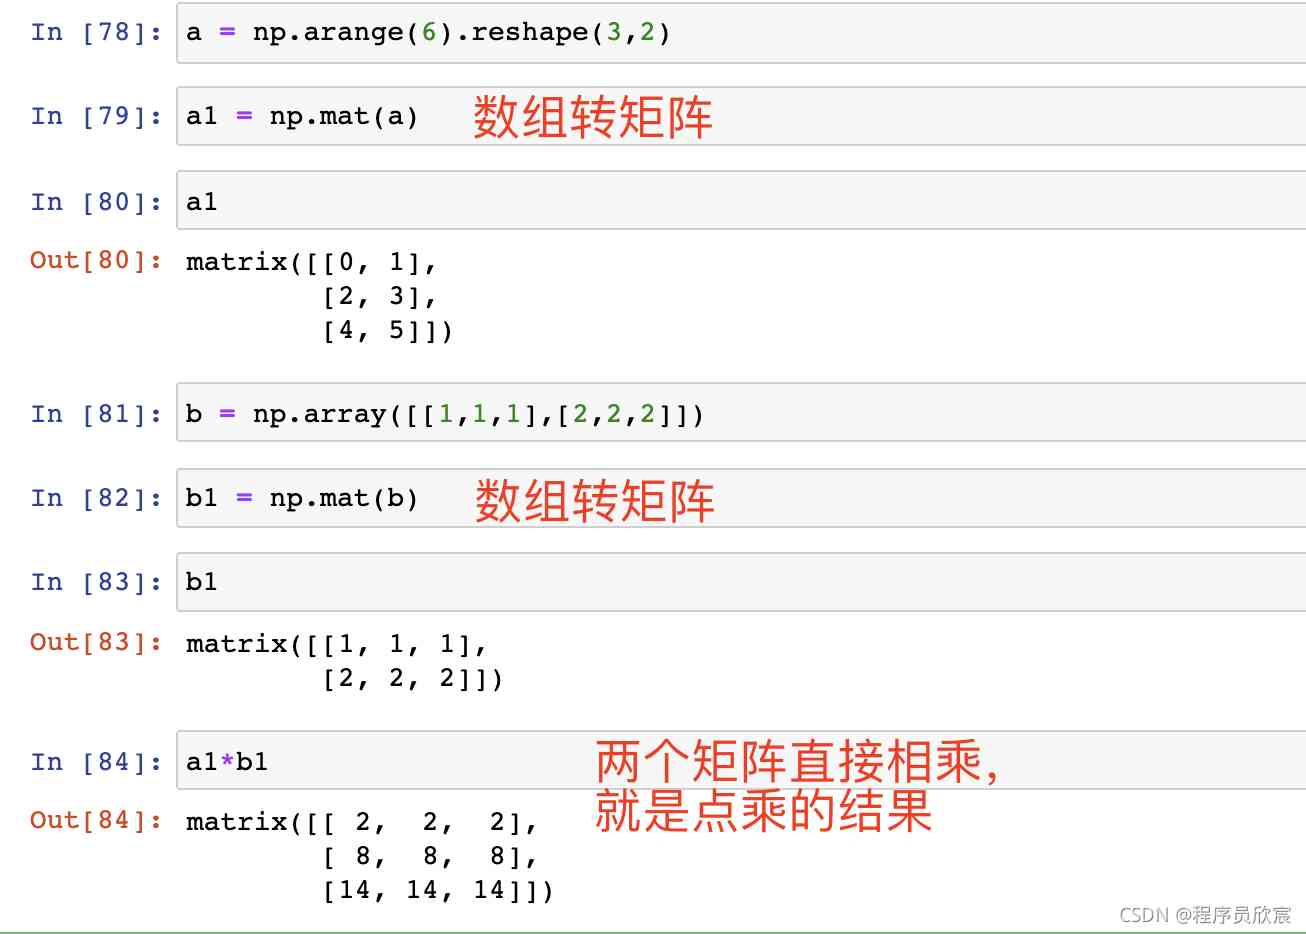 In [78]: a = np.arange(6).reshape(3,2)
In [79]: a1 = np.mat(a) 数组转矩阵
In [80]: a1
Out[80]: matrix([[0, 1],
[2, 3],
[4, 5]])
In [81]: b = np.array([[1,1,1],[2,2,2]])
In [82]: b1 = np.mat(b) 数组转矩阵
In [83]: b1
Out[83]: matrix([[1, 1, 1],
[2, 2, 2]])
In [84]: a1*b1 两个矩阵直接相乘，
就是点乘的结果
Out[84]: matrix([[ 2,  2,  2],
[ 8,  8,  8],
[14, 14, 14]])
CSDN @程序员欣宸